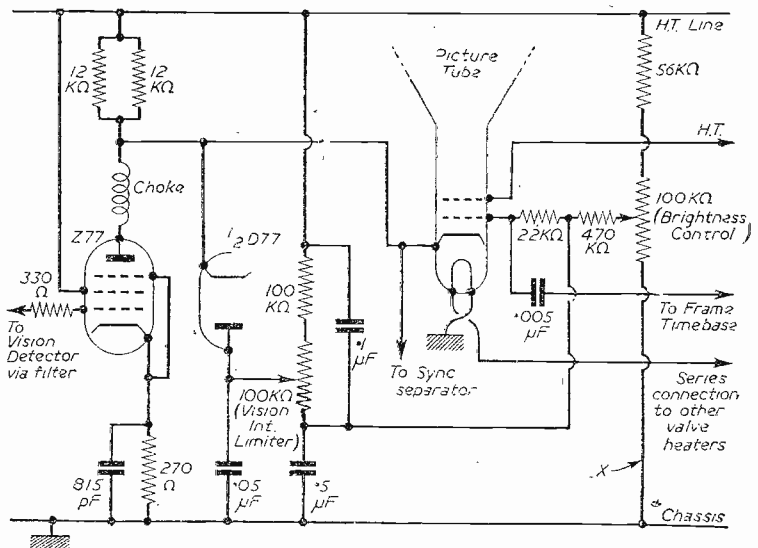 H.T. Line
12
KΩ
12
KΩ
Picture
Tube
56KΩ
H.T.
Choke
Z77
½D77
330
Ω
To
Vision
Detector
via filter
100
KΩ
·1
μF
22KΩ
470
KΩ
100KΩ
(Brightness
Control)
·005
μF
To Frame
Timebase
To Sync
separator
100KΩ
(Vision
Int.
Limiter)
Series
connection
to other
valve
heaters
815
pF
270
Ω
·05
μF
·5
μF
X
Chassis